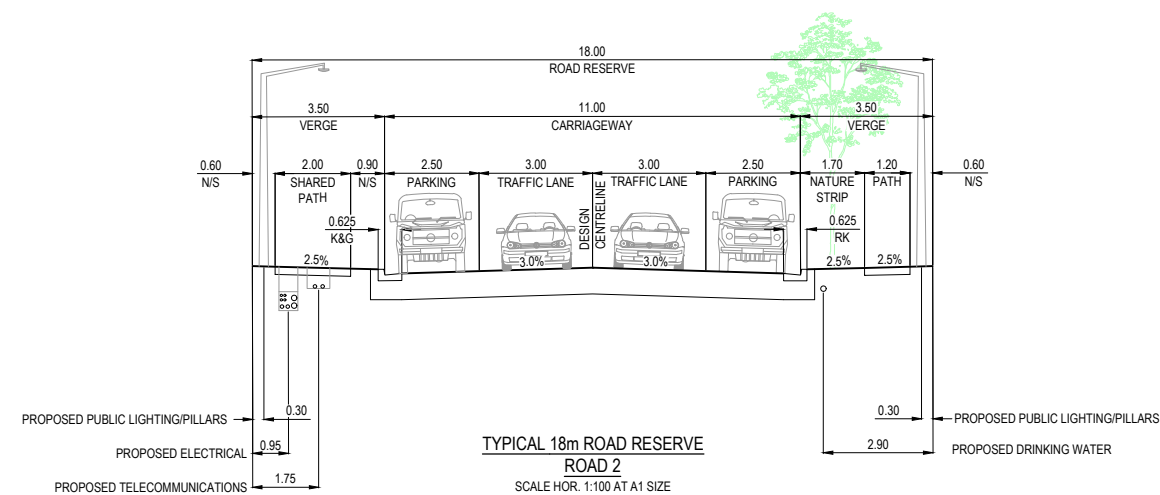 18.00
ROAD RESERVE
3.50
VERGE
11.00
CARRIAGEWAY
3.50
VERGE
0.60
N/S
2.00
SHARED
PATH
0.90
N/S
2.50
PARKING
3.00
TRAFFIC LANE
3.00
TRAFFIC LANE
2.50
PARKING
1.70
NATURE
STRIP
1.20
PATH
0.60
N/S
DESIGN
CENTRELINE
0.625
K&G
0.625
RK
2.5%
3.0%
3.0%
2.5%
2.5%
PROPOSED PUBLIC LIGHTING/PILLARS
0.30
0.30
PROPOSED PUBLIC LIGHTING/PILLARS
PROPOSED ELECTRICAL
0.95
2.90
PROPOSED DRINKING WATER
PROPOSED TELECOMMUNICATIONS
1.75
TYPICAL 18m ROAD RESERVE
ROAD 2
SCALE HOR. 1:100 AT A1 SIZE